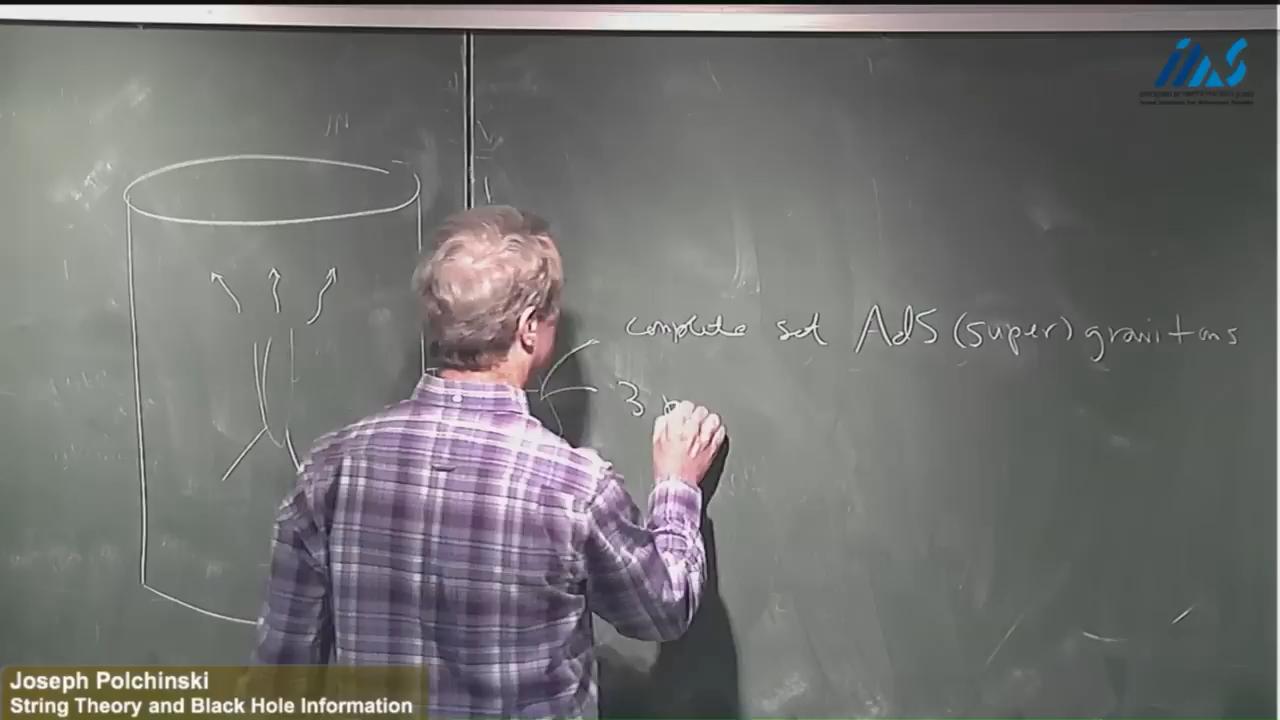 complete set AdS (super) gravitons
3
Joseph Polchinski
String Theory and Black Hole Information